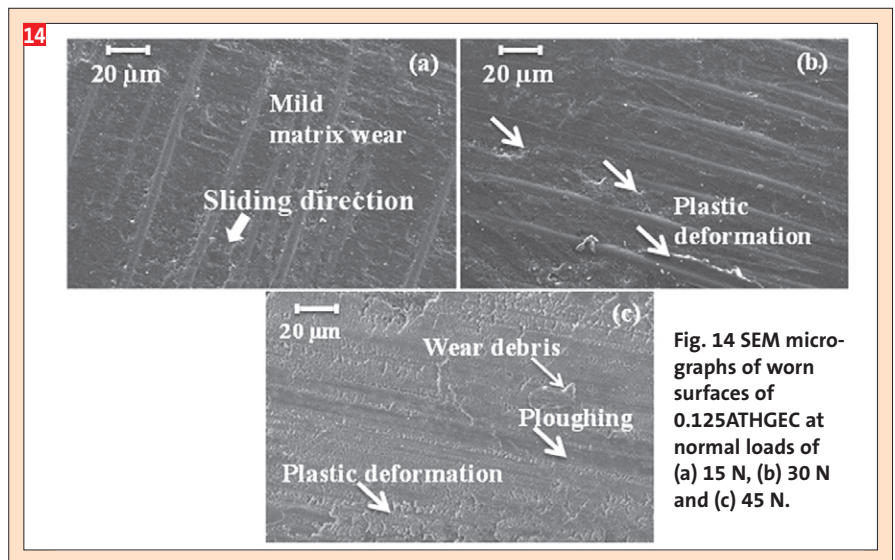 14
20 µm
(a)
Mild
matrix wear
Sliding direction
20 µm
(b)
Plastic
deformation
20 µm
(c)
Wear debris
Ploughing
Plastic deformation
Fig. 14 SEM micro-
graphs of worn
surfaces of
0.125ATHGEC at
normal loads of
(a) 15 N, (b) 30 N
and (c) 45 N.